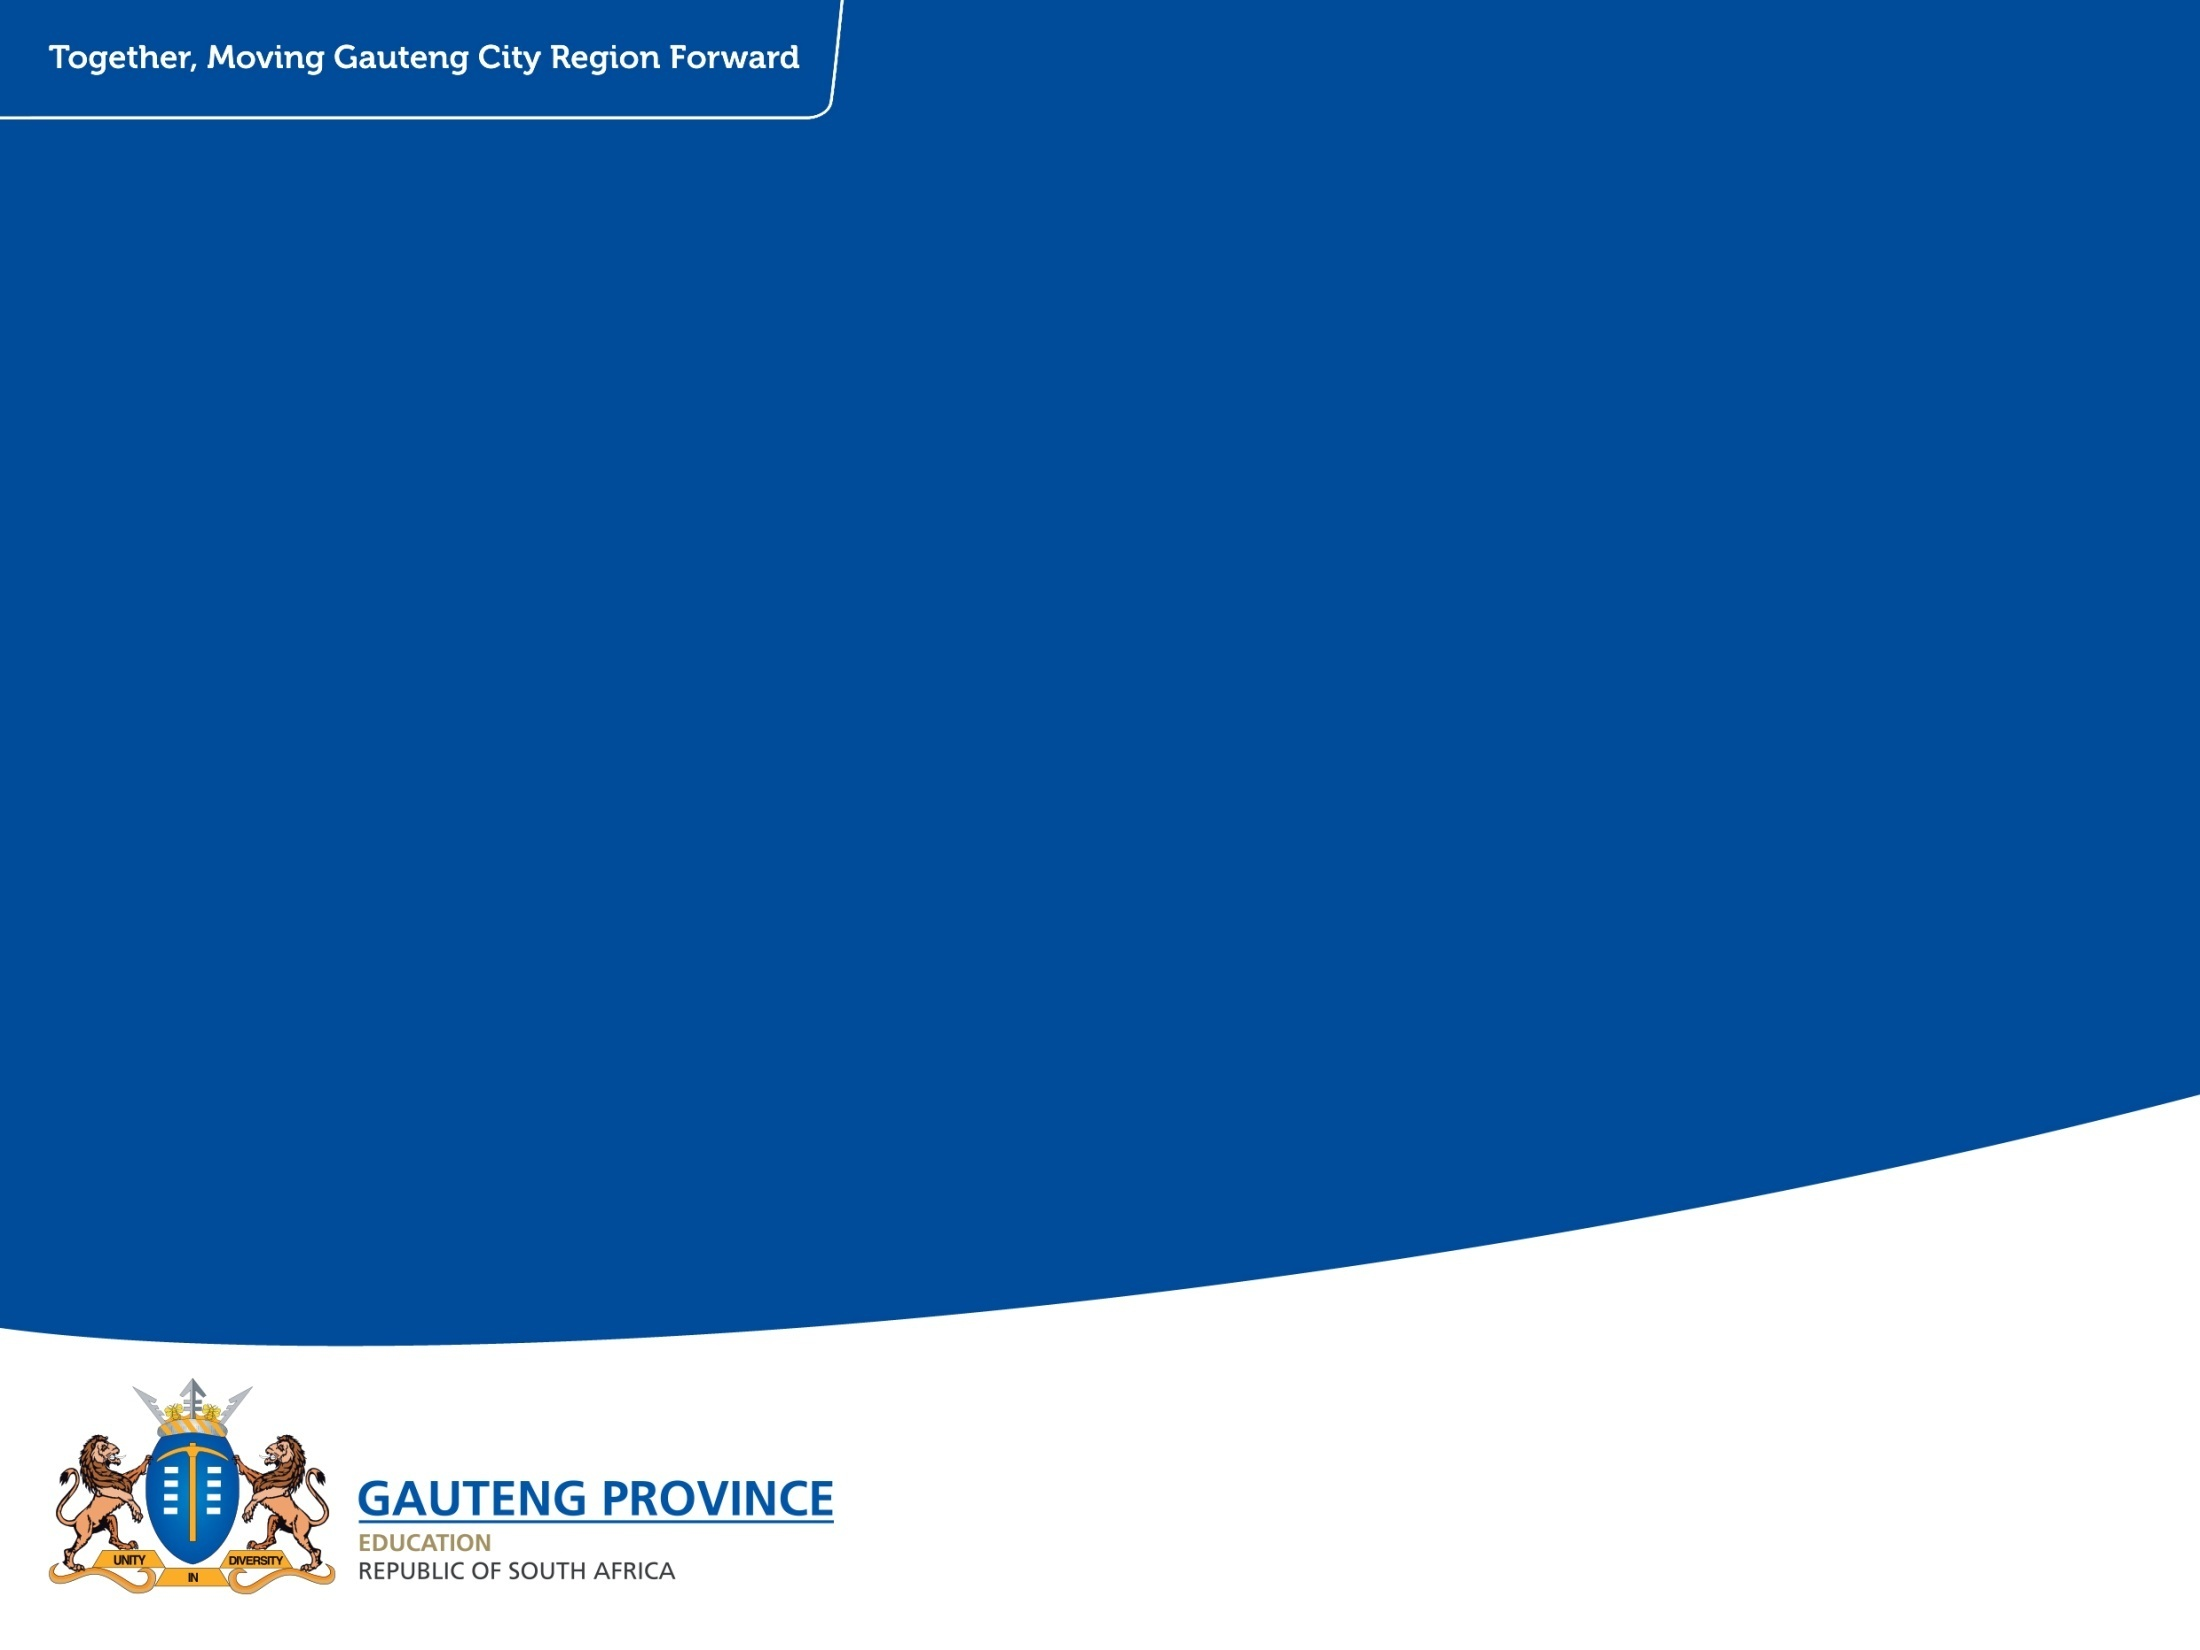 Together, Moving Gauteng City Region Forward
GAUTENG PROVINCE
EDUCATION
REPUBLIC OF SOUTH AFRICA
UNITY
IN
DIVERSITY